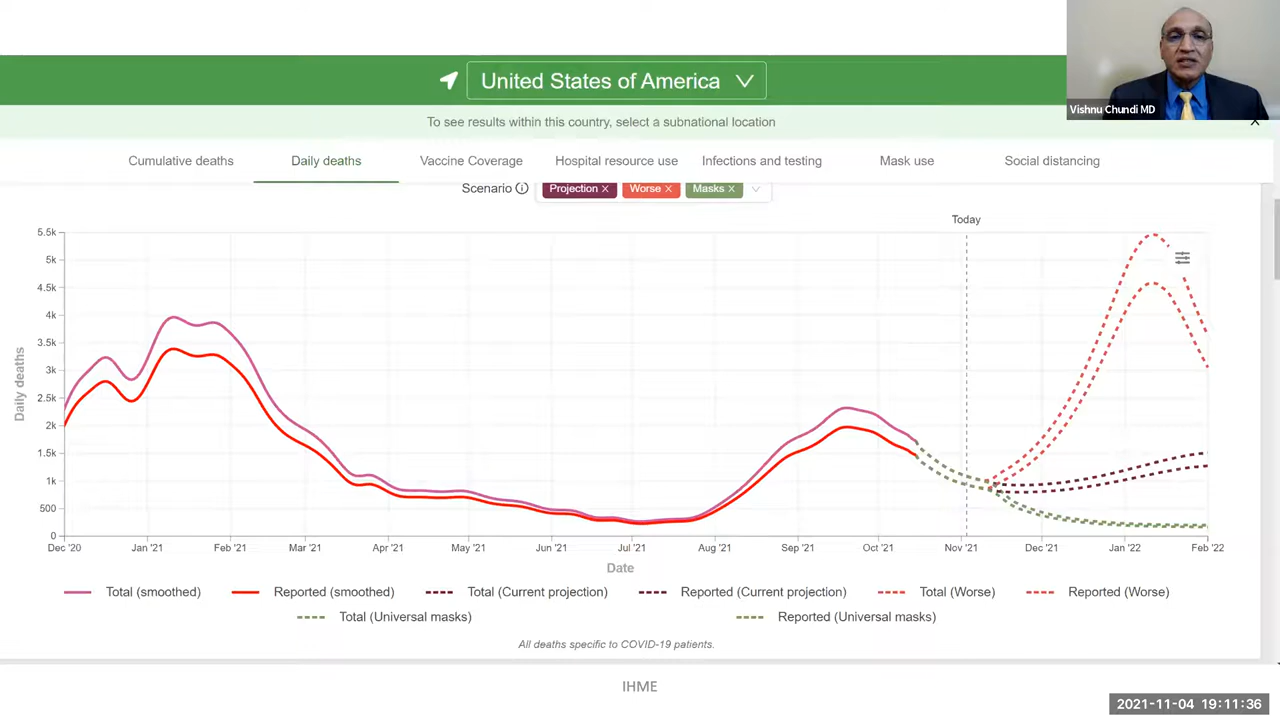 United States of America
Vishnu Chundi MD
To see results within this country, select a subnational location
Cumulative deaths Daily deaths Vaccine Coverage Hospital resource use Infections and testing Mask use Social distancing
Scenario Projection Worse Masks
Today
5.5k
5k
4.5k
4k
3.5k
3k
2.5k
2k
1.5k
1k
500
0
Daily deaths
Dec '20 Jan '21 Feb '21 Mar '21 Apr '21 May '21 Jun '21 Jul '21 Aug '21 Sep '21 Oct '21 Nov '21 Dec '21 Jan '22 Feb '22
Date
Total (smoothed) Reported (smoothed) Total (Current projection) Reported (Current projection) Total (Worse) Reported (Worse)
Total (Universal masks) Reported (Universal masks)
All deaths specific to COVID-19 patients.
IHME
2021-11-04 19:11:36